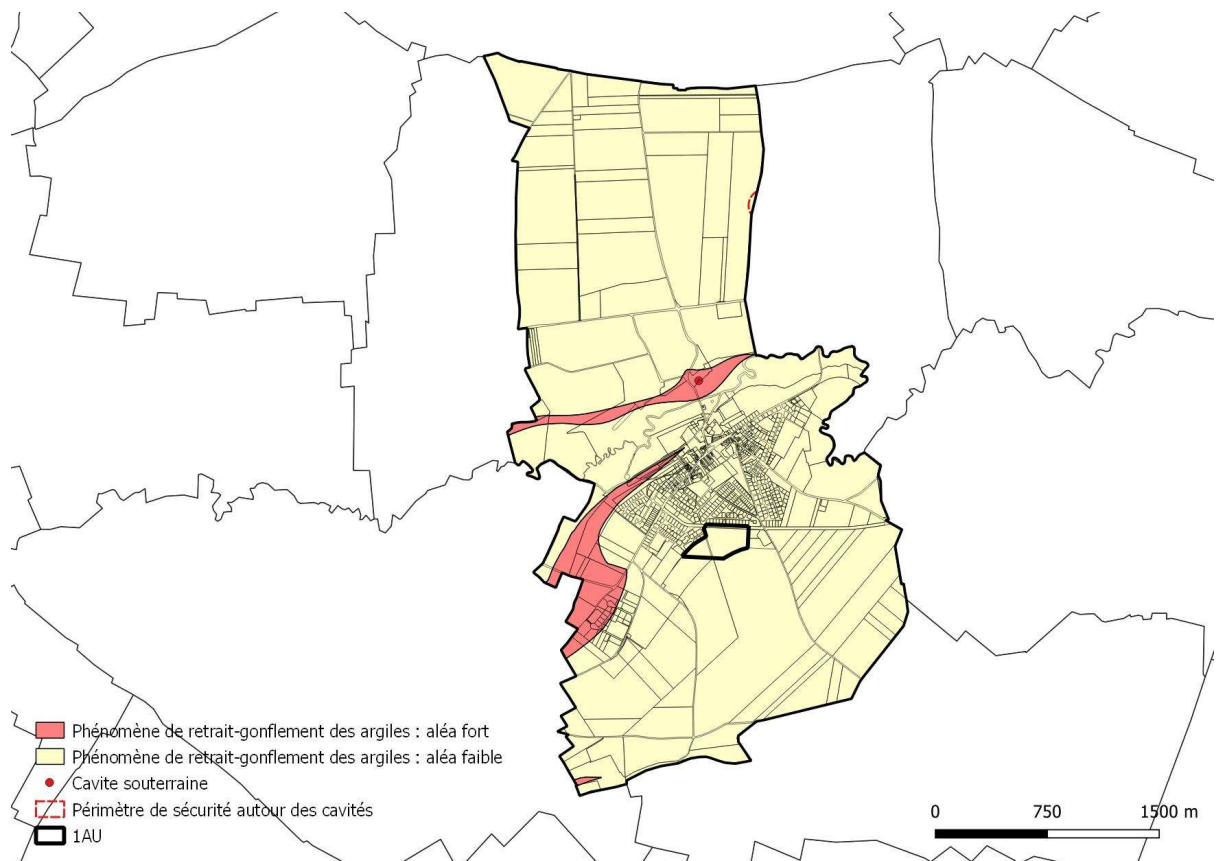 Phénomène de retrait-gonflement des argiles : aléa fort
Phénomène de retrait-gonflement des argiles : aléa faible
Cavite souterraine
Périmètre de sécurité autour des cavités
1AU
0 750 1500 m